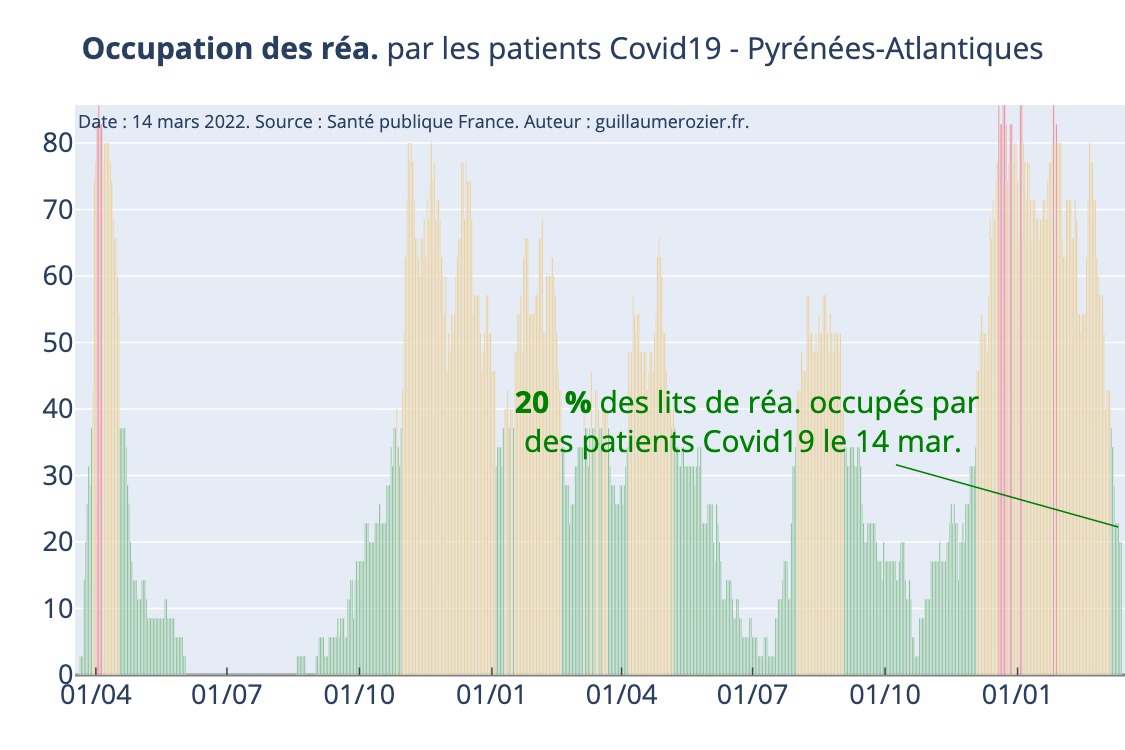 Occupation des réa. par les patients Covid19 - Pyrénées-Atlantiques
Date : 14 mars 2022. Source : Santé publique France. Auteur : guillaumerozier.fr.
80
70
60
50
40
20 % des lits de réa. occupés par
des patients Covid19 le 14 mar.
30
20
10
0
01/04 01/07 01/10 01/01 01/04 01/07 01/10 01/01